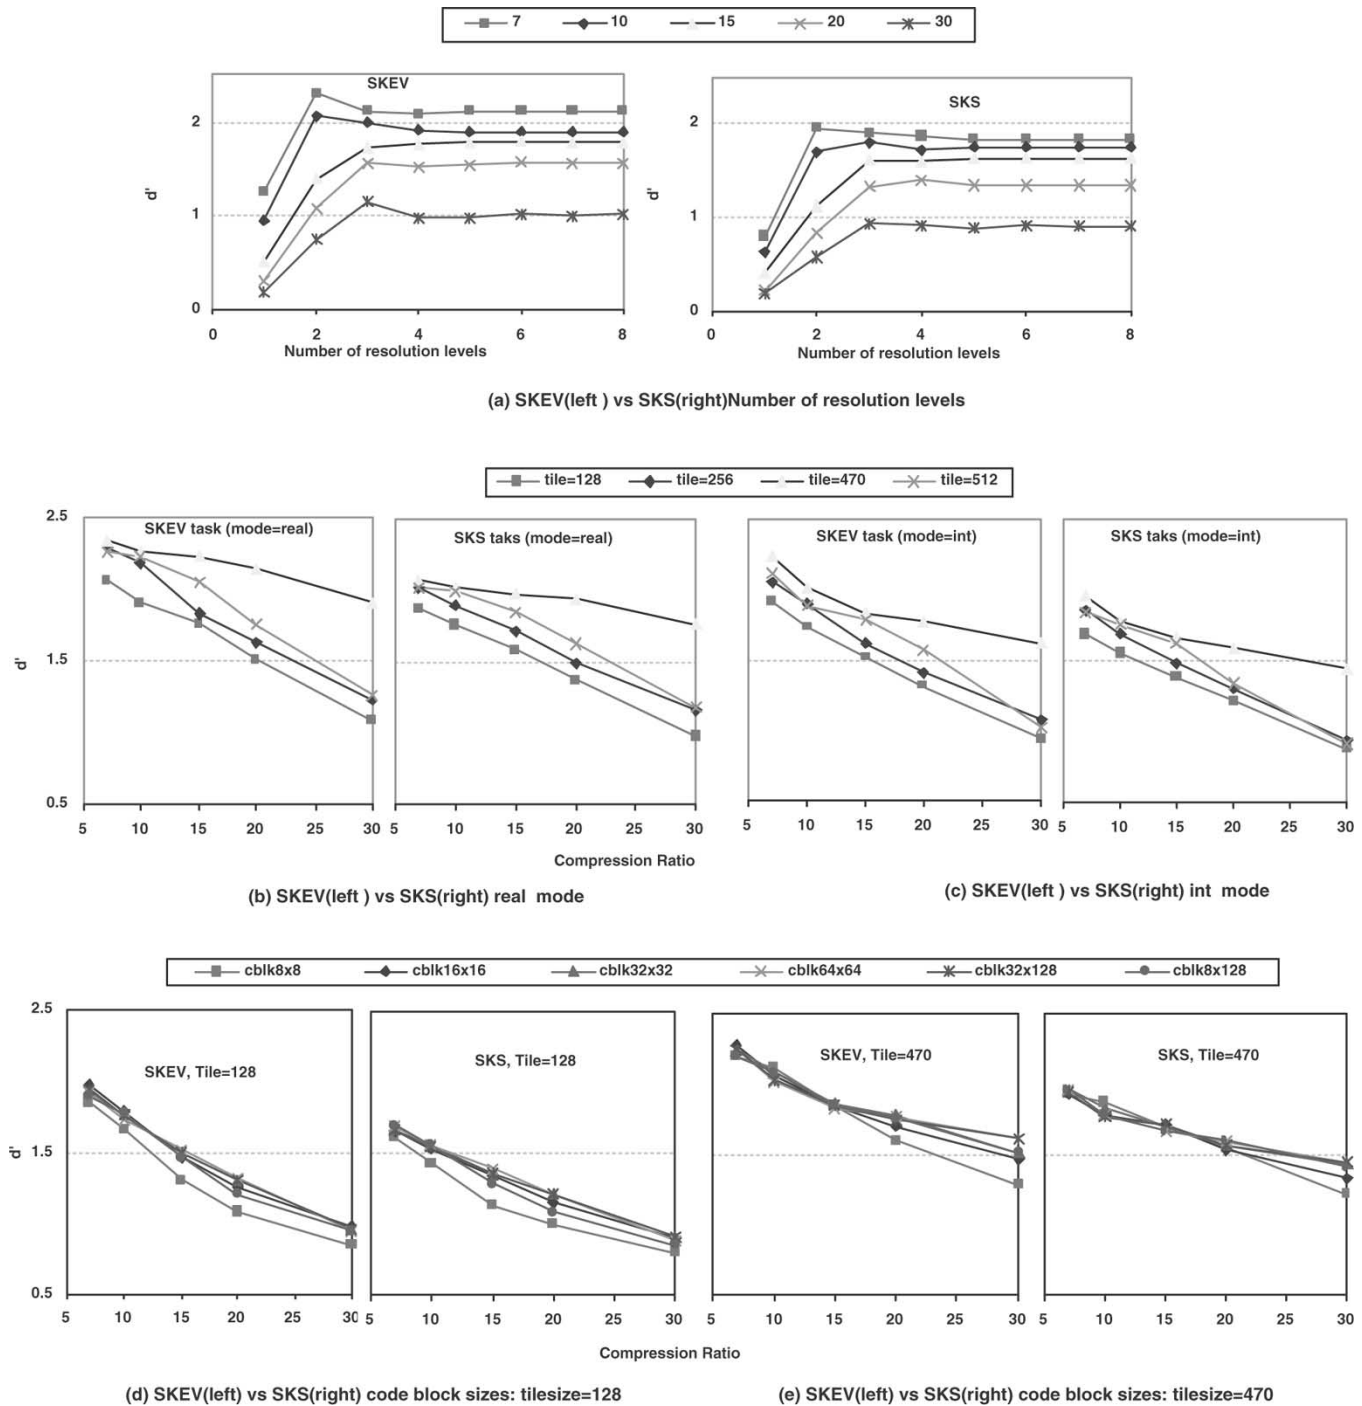 7 10 15 20 30
SKEV
SKS
2
2
d'
d'
1
1
0
0
0 2 4 6 8
0 2 4 6 8
Number of resolution levels
Number of resolution levels
(a) SKEV(left ) vs SKS(right)Number of resolution levels
tile=128 tile=256 tile=470 tile=512
2.5
SKEV task (mode=real)
SKS taks (mode=real)
SKEV task (mode=int)
SKS taks (mode=int)
d'
1.5
0.5
5 10 15 20 30
5 10 15 20 30
5 10 15 20 30
5 10 15 20 30
Compression Ratio
(b) SKEV(left ) vs SKS(right) real mode
(c) SKEV(left ) vs SKS(right) int mode
cblk8x8 cblk16x16 cblk32x32 cblk64x64 cblk32x128 cblk8x128
2.5
SKEV, Tile=128
SKS, Tile=128
SKEV, Tile=470
SKS, Tile=470
d'
1.5
0.5
5 10 15 20 30
5 10 15 20 30
5 10 15 20 30
5 10 15 20 30
Compression Ratio
(d) SKEV(left) vs SKS(right) code block sizes: tilesize=128
(e) SKEV(left) vs SKS(right) code block sizes: tilesize=470